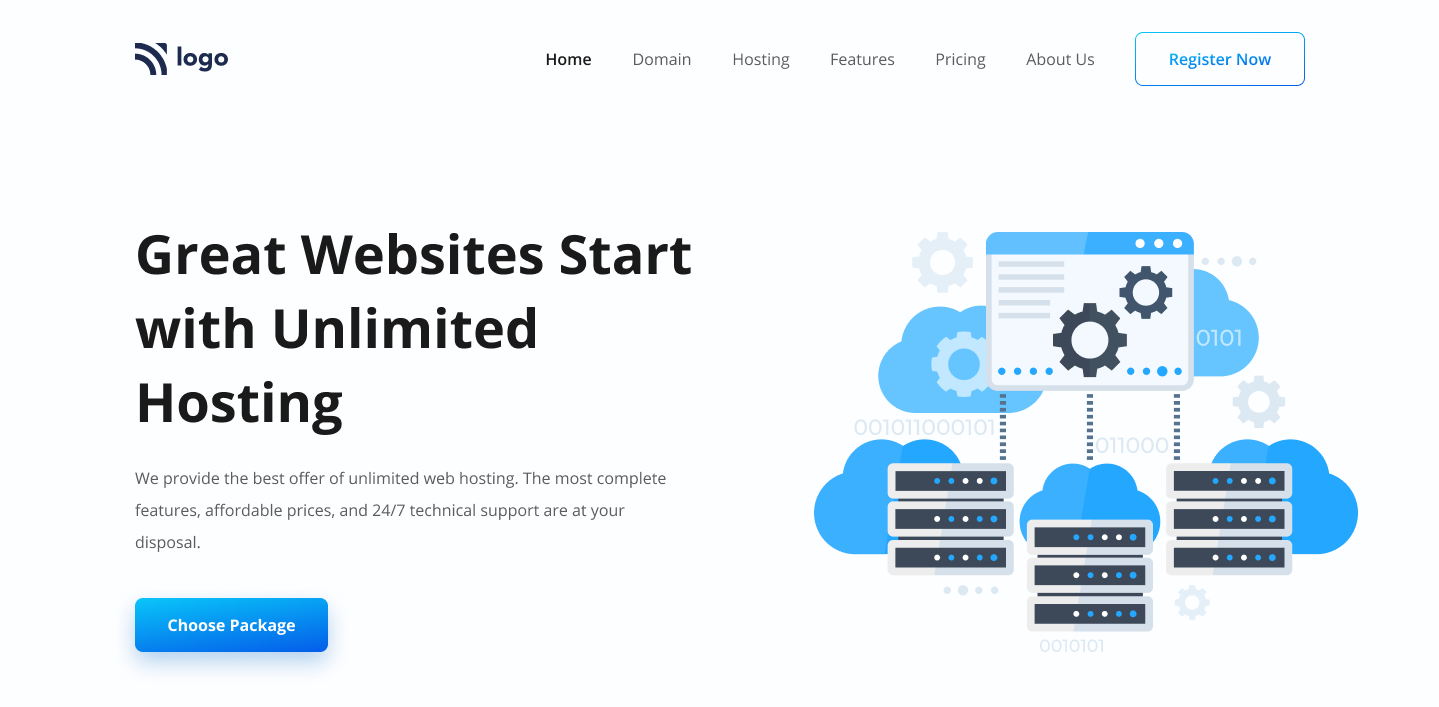 logo
Home Domain Hosting Features Pricing About Us Register Now
Great Websites Start
with Unlimited
Hosting
We provide the best offer of unlimited web hosting. The most complete
features, affordable prices, and 24/7 technical support are at your
disposal.
Choose Package
0101
001011000101
011000
0010101